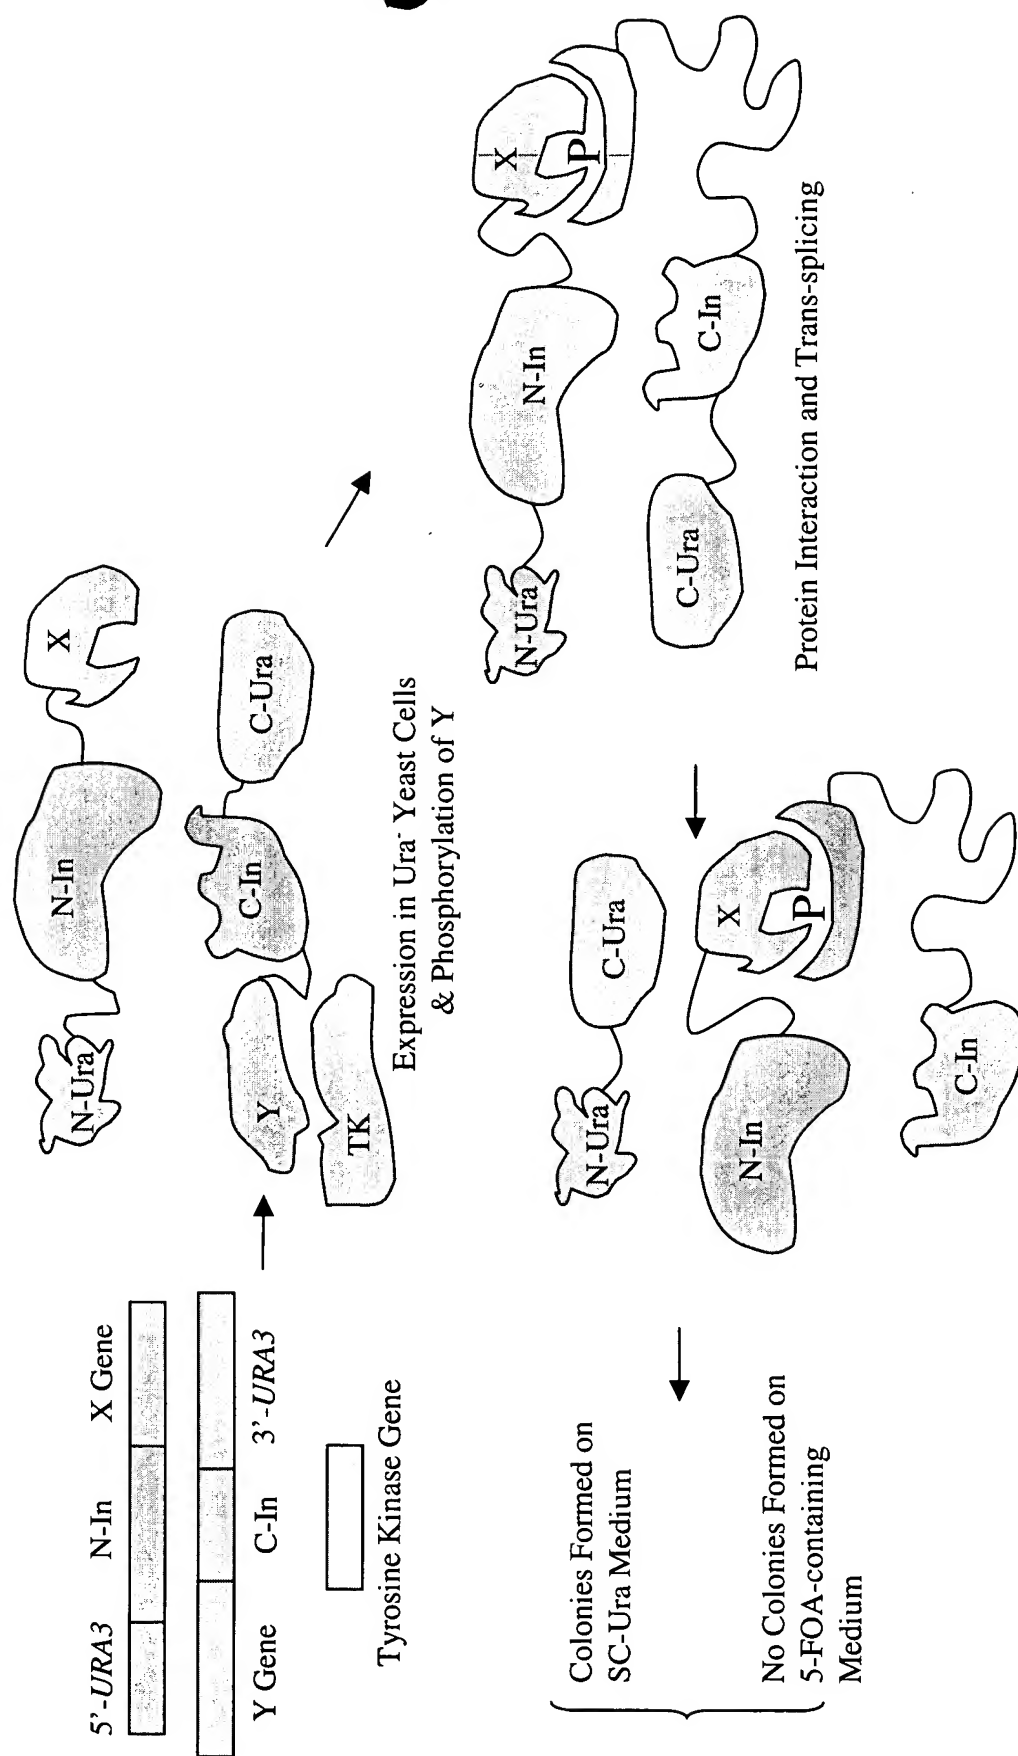 5'-URA3 N-In X Gene
Y Gene C-In 3'-URA3
Tyrosine Kinase Gene
N-Ura
N-In
X
Y
C-In
C-Ura
TK
Expression in Ura⁻ Yeast Cells
& Phosphorylation of Y
N-Ura
N-In
X
P
C-Ura
C-In
Protein Interaction and Trans-splicing
N-Ura
C-Ura
N-In
X
P
C-In
Colonies Formed on
SC-Ura Medium
No Colonies Formed on
5-FOA-containing
Medium